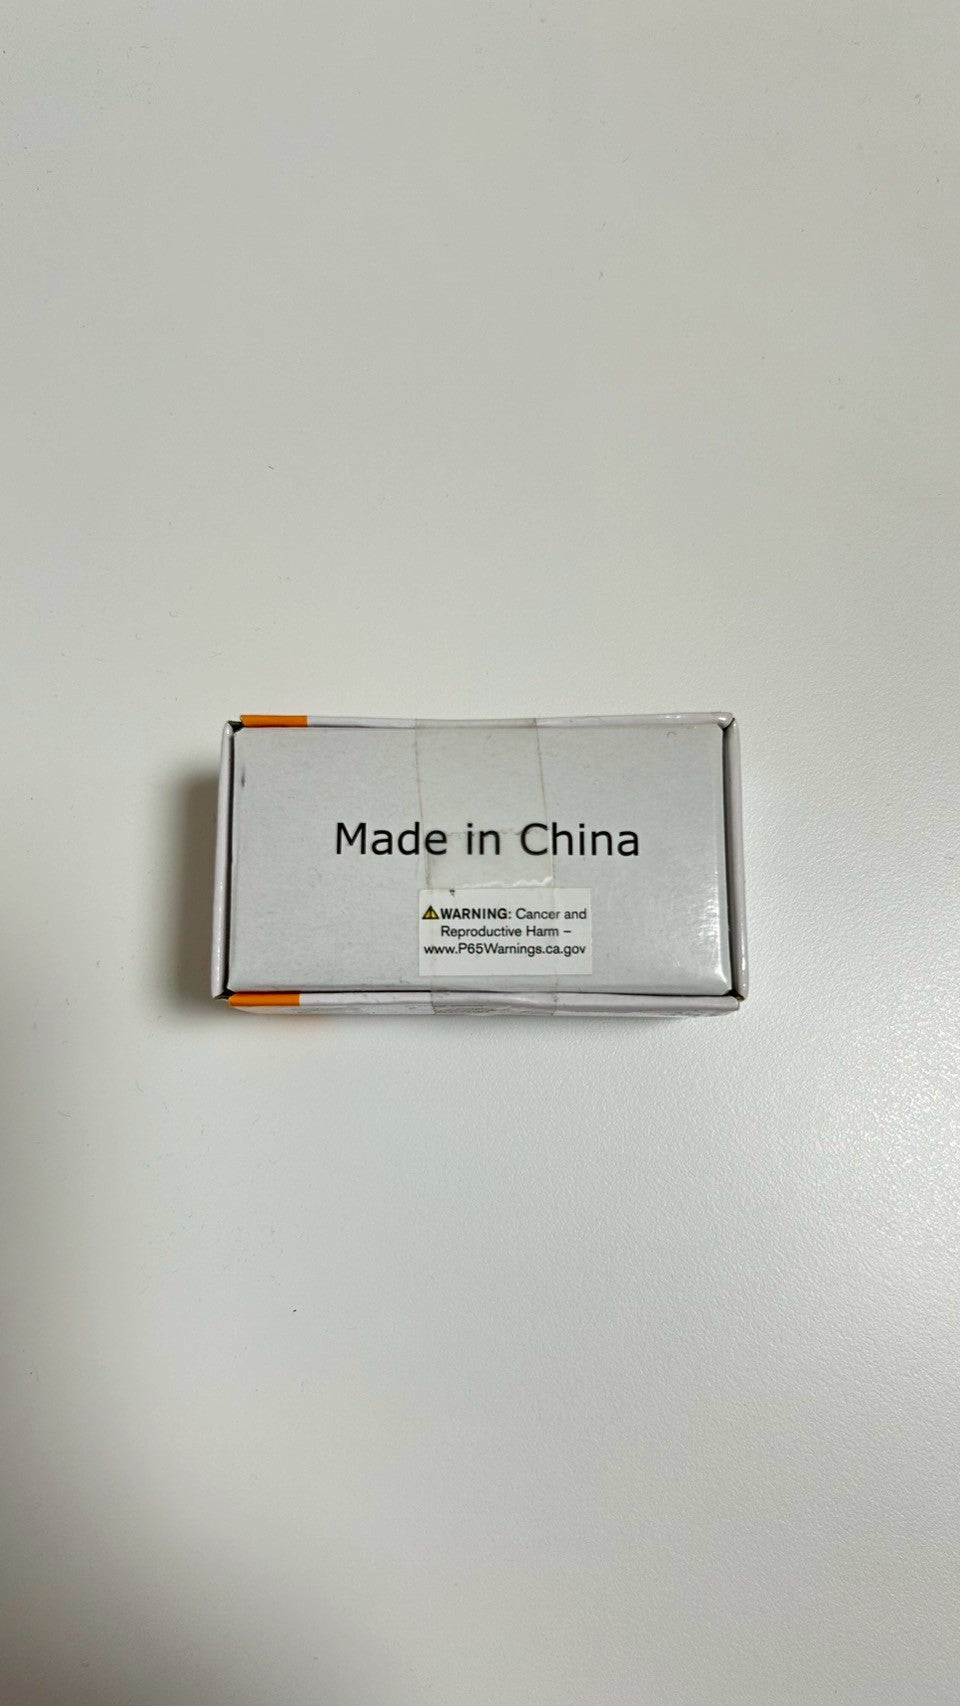 Made in China
⚠WARNING: Cancer and
Reproductive Harm –
www.P65Warnings.ca.gov